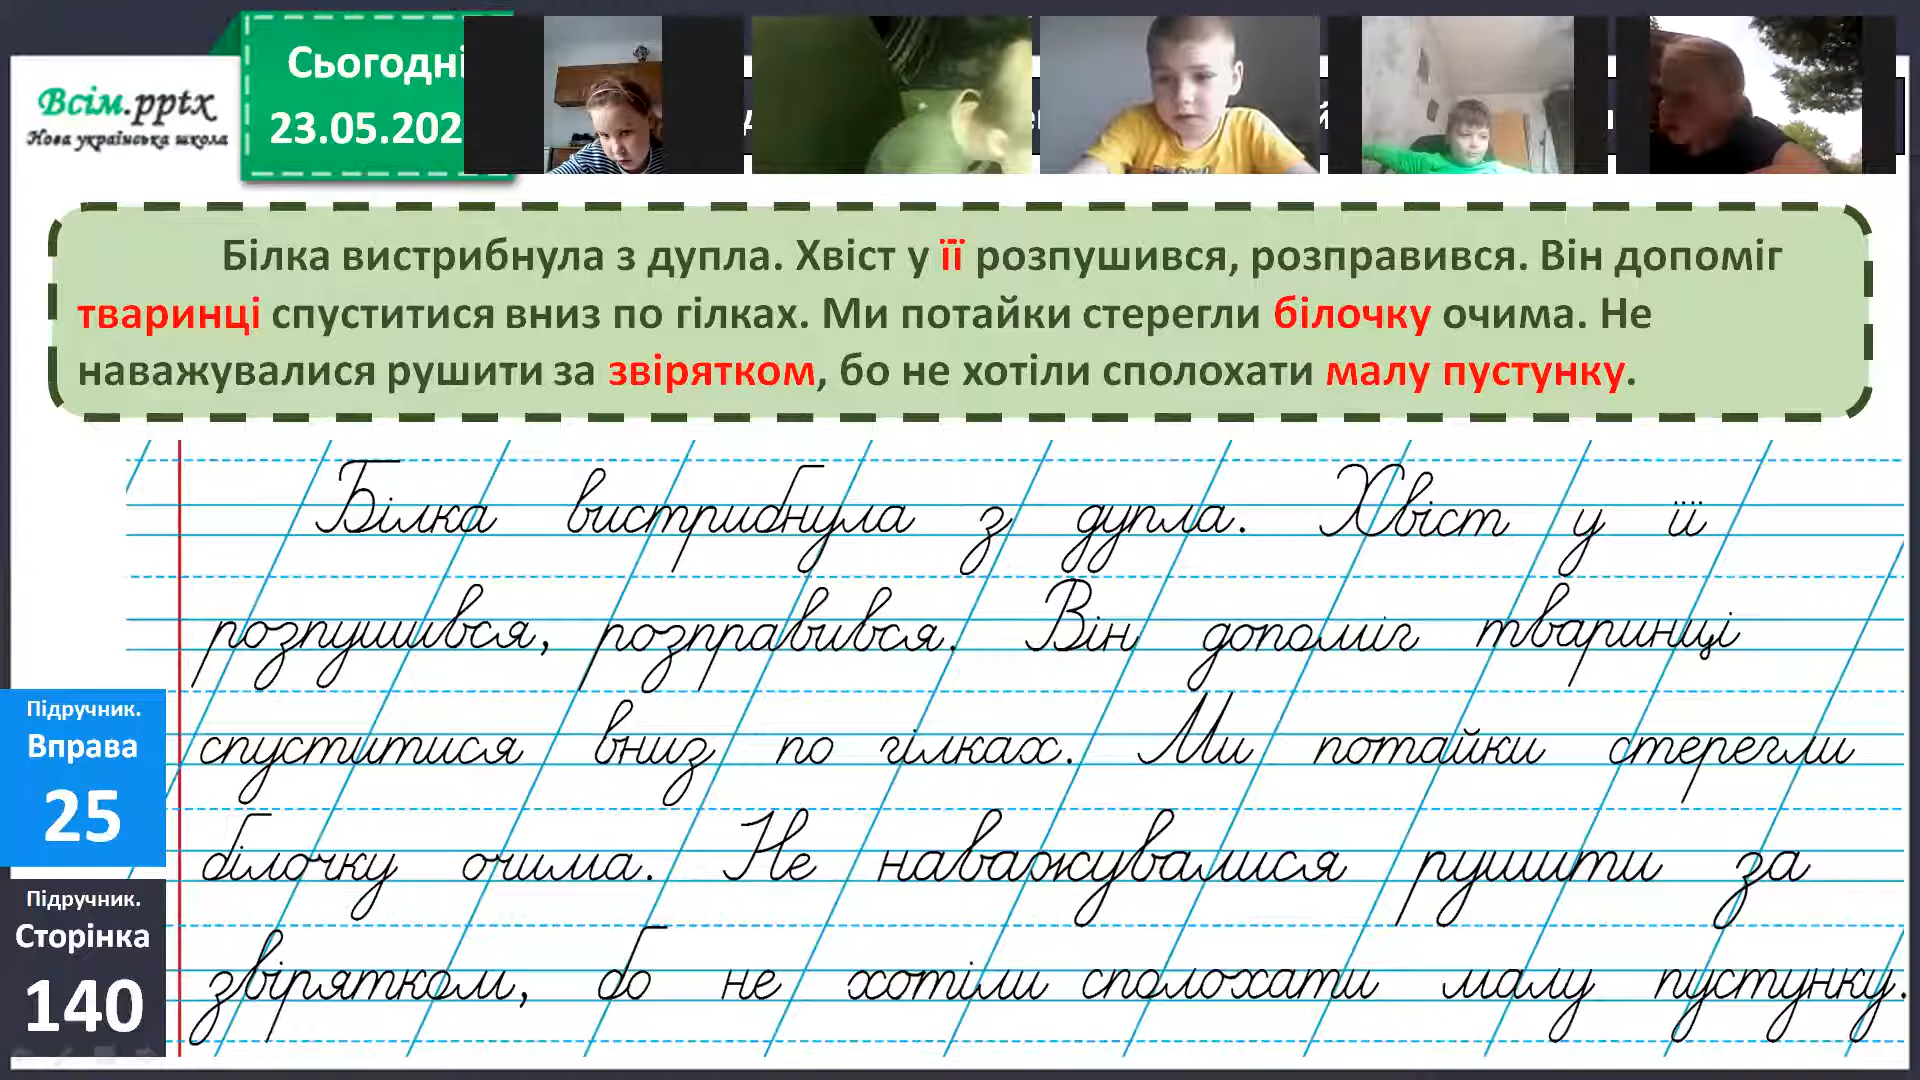 Всім.pptx
Нова українська школа
Сьогодні
23.05.202
Білка вистрибнула з дупла. Хвіст у її розпушився, розправився. Він допоміг
тваринці спуститися вниз по гілках. Ми потайки стерегли білочку очима. Не
наважувалися рушити за звірятком, бо не хотіли сполохати малу пустунку.
Білка вистрибнула з дупла. Хвіст у її
розпушився, розправився. Він допоміг тваринці
спуститися вниз по гілках. Ми потайки стерегли
білочку очима. Не наважувалися рушити за
звірятком, бо не хотіли сполохати малу пустунку.
Підручник.
Вправа
25
Підручник.
Сторінка
140